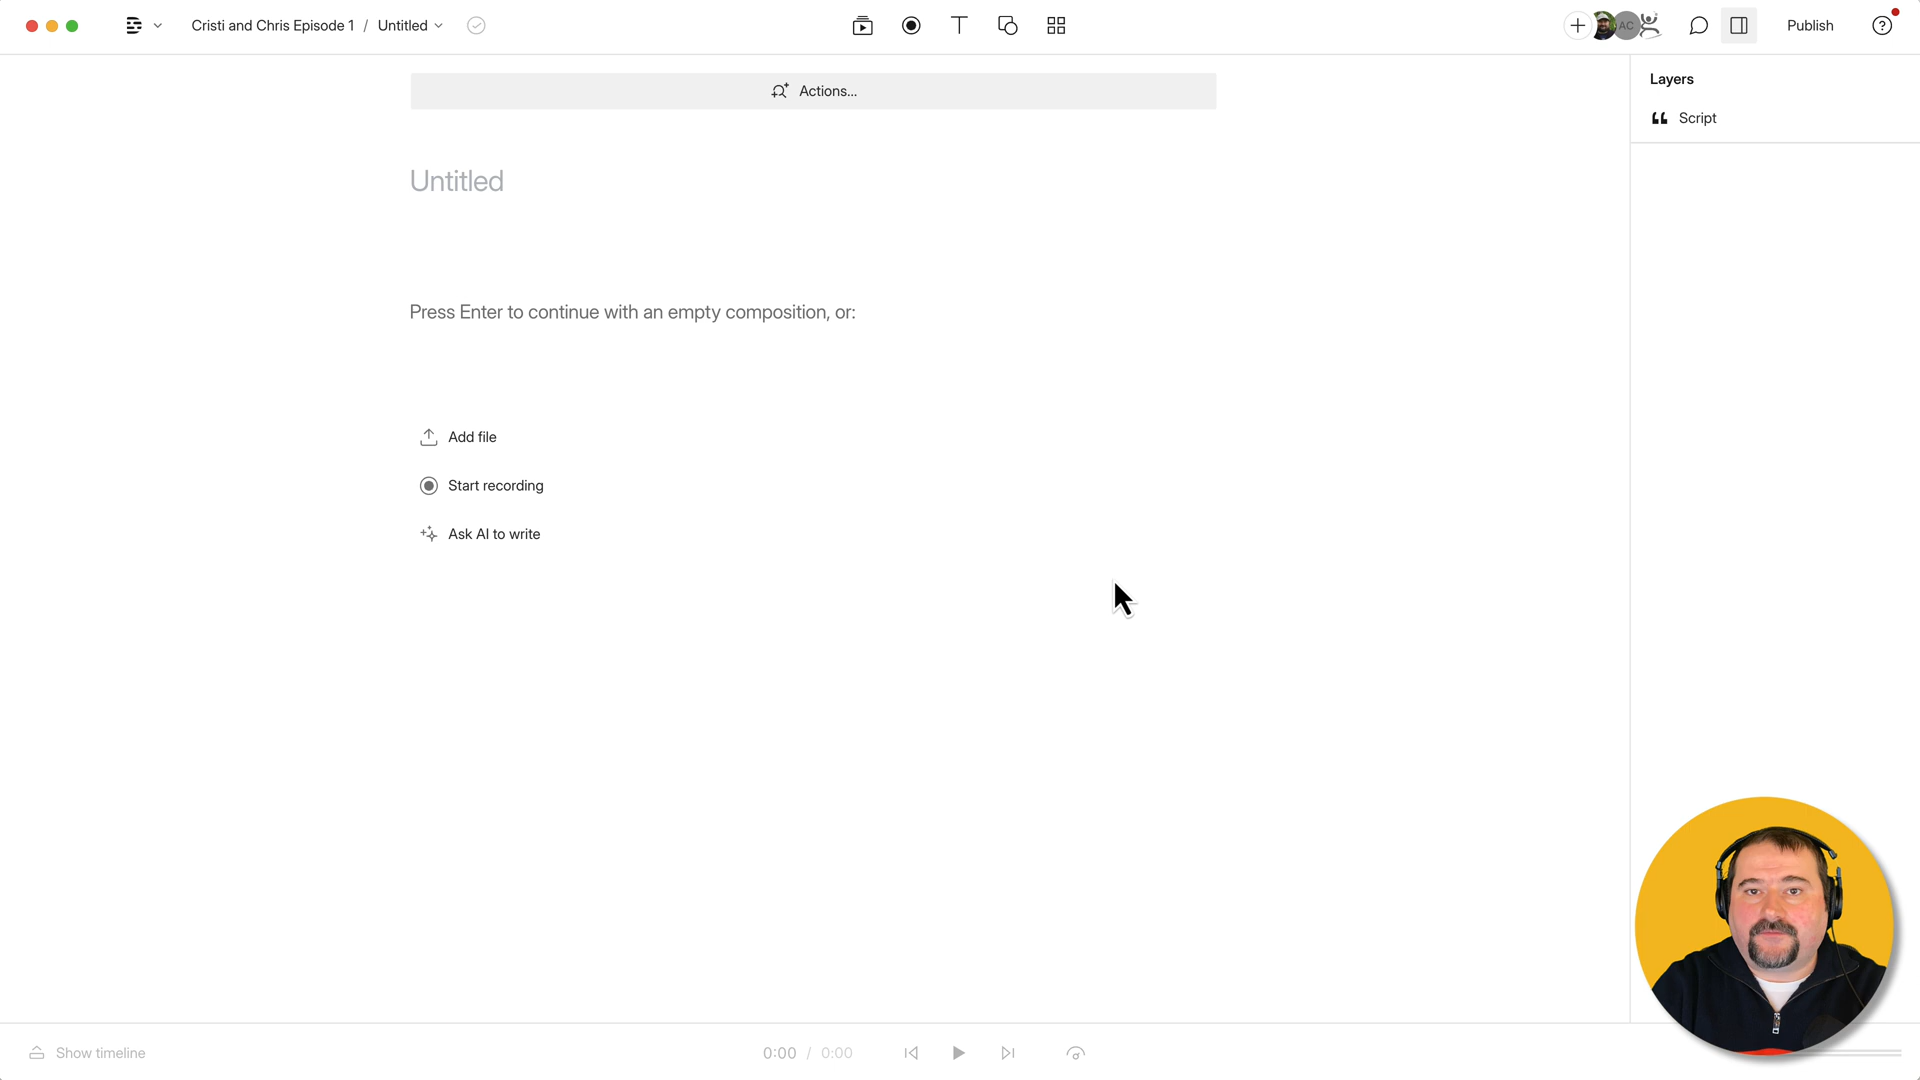 Cristi and Chris Episode 1 / Untitled
AC
Publish
Actions...
Layers
Script
Untitled
Press Enter to continue with an empty composition, or:
Add file
Start recording
Ask AI to write
Show timeline
0:00 / 0:00